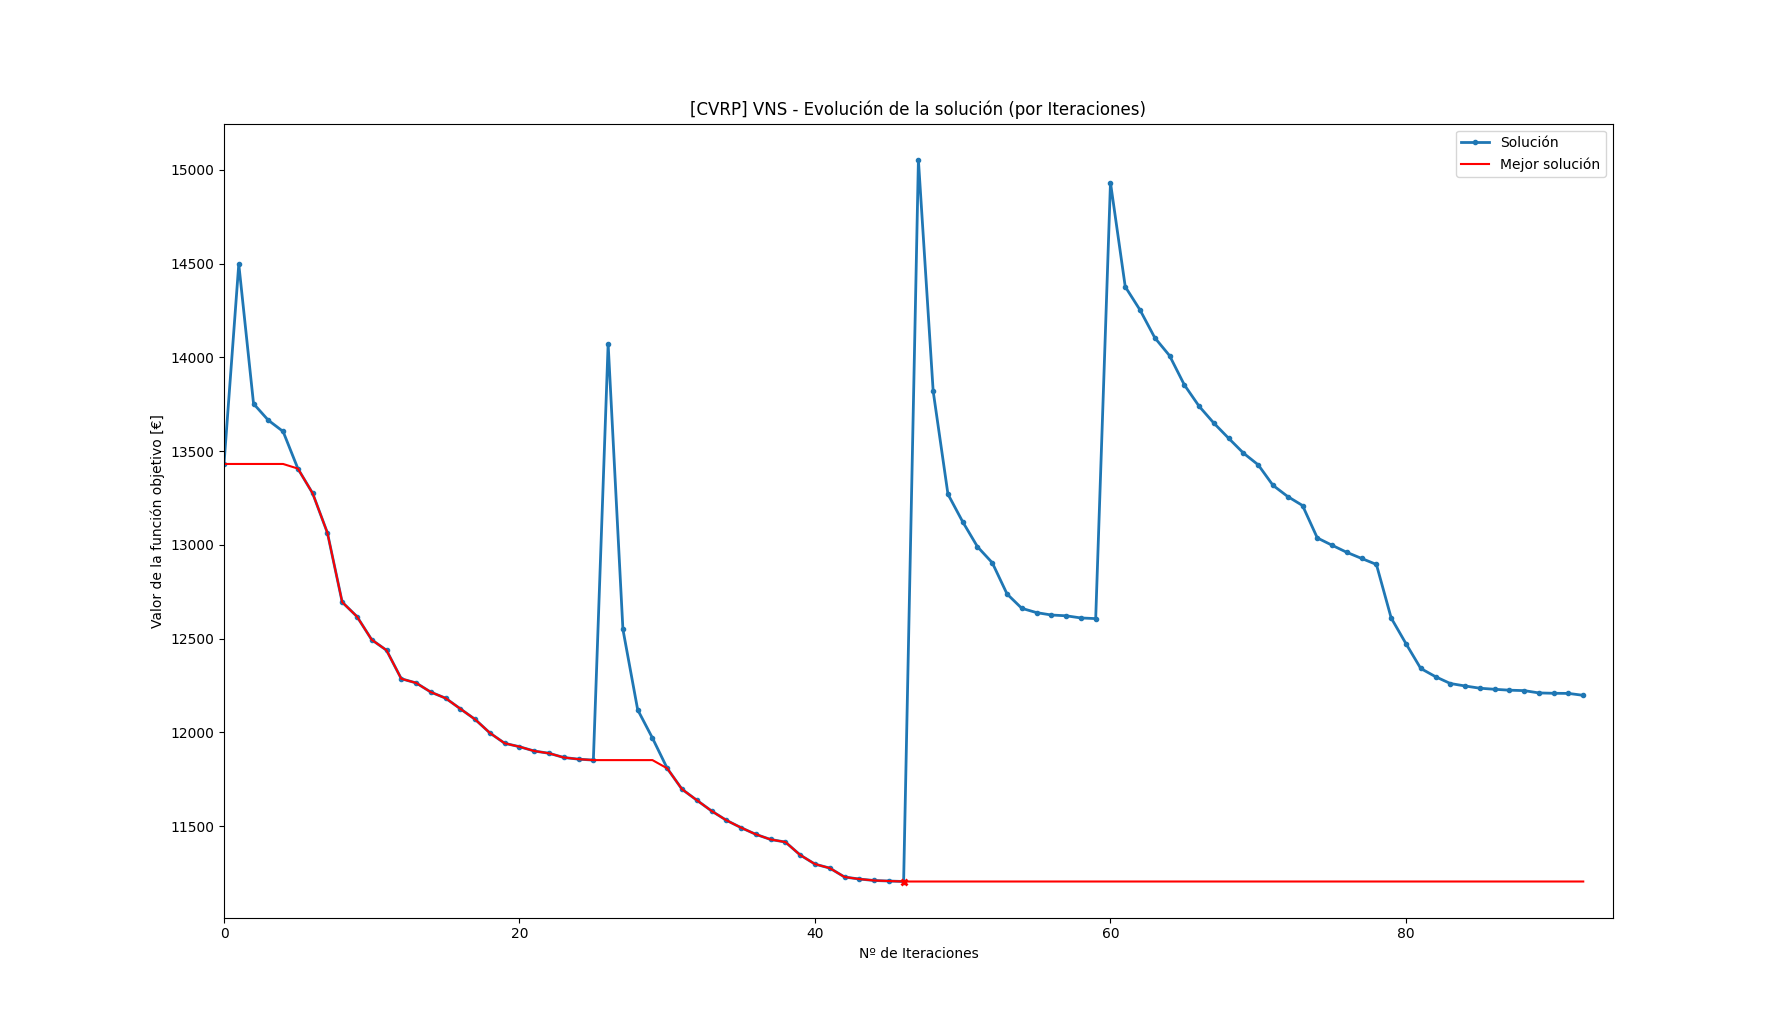 [CVRP] VNS - Evolución de la solución (por Iteraciones)
Solución
Mejor solución
Valor de la función objetivo [€]
15000
14500
14000
13500
13000
12500
12000
11500
0
20
40
60
80
Nº de Iteraciones